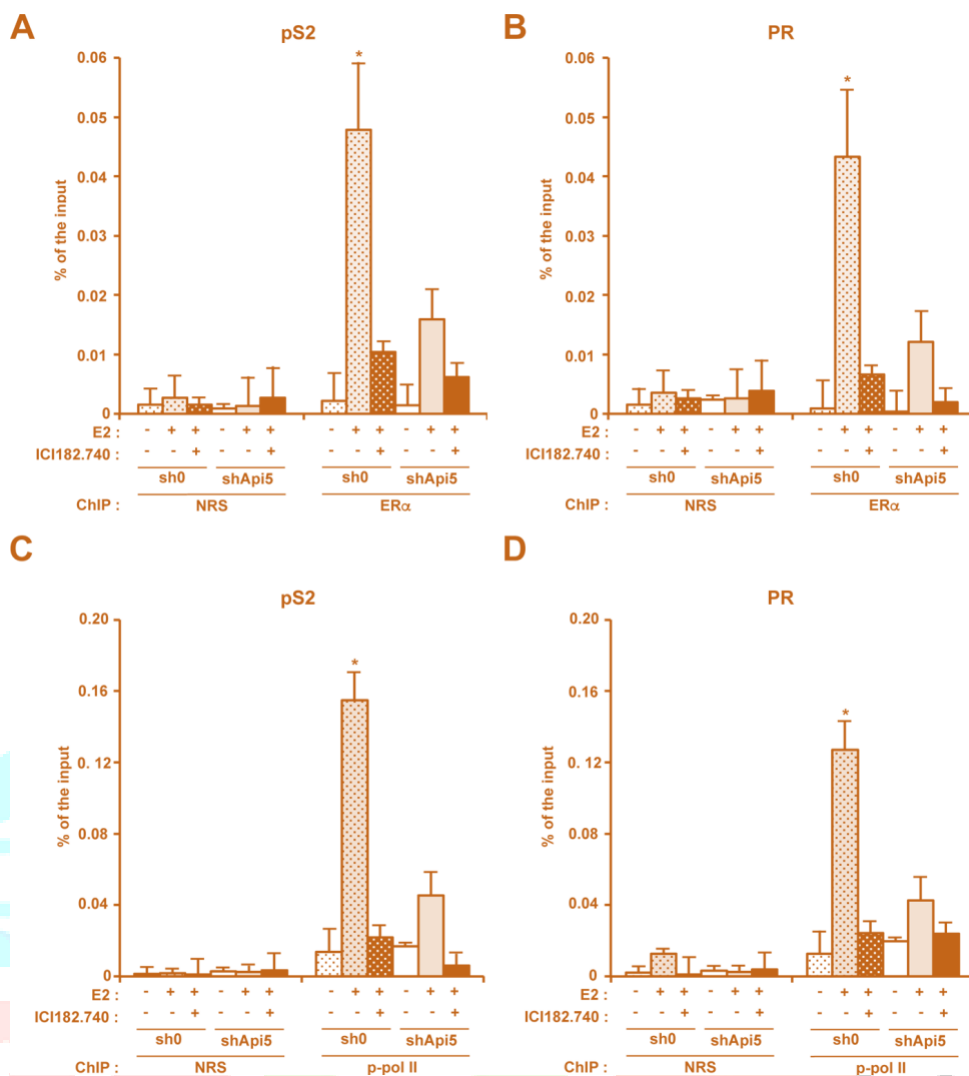 A
pS2
*
0.06
0.05
0.04
0.03
0.02
0.01
0
% of the input
E2 : - + + - + + - + + - + +
ICI182.740 : + + + +
sh0 shApi5 sh0 shApi5
ChIP : NRS ERα
B
PR
*
0.06
0.05
0.04
0.03
0.02
0.01
0
% of the input
E2 : - + + - + + - + + - + +
ICI182.740 : - - + - - + - - + - - +
sh0 shApi5 sh0 shApi5
ChIP : NRS ERα
C
pS2
*
0.20
0.16
0.12
0.08
0.04
0
% of the input
E2 : - + + - + + - + + - + +
ICI182.740 : - - + - - + - - + - - +
sh0 shApi5 sh0 shApi5
ChIP : NRS p-pol II
D
PR
*
0.20
0.16
0.12
0.08
0.04
0
% of the input
E2 : - + + - + + - + + - + +
ICI182.740 : - - + - - + - - + - - +
sh0 shApi5 sh0 shApi5
ChIP : NRS p-pol II